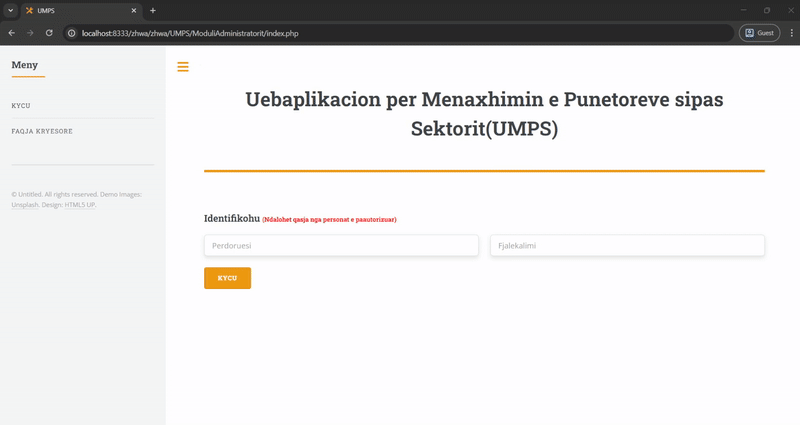 UMPS
localhost:8333/zhwa/zhwa/UMPS/ModuliAdministratorit/index.php
Guest
Meny
KYCU
FAQJA KRYESORE
© Untitled. All rights reserved. Demo Images:
Unsplash. Design: HTML5 UP.
Uebaplikacion per Menaxhimin e Punetoreve sipas
Sektorit(UMPS)
Identifikohu (Ndalohet qasja nga personat e paautorizuar)
Perdoruesi
Fjalekalimi
KYCU